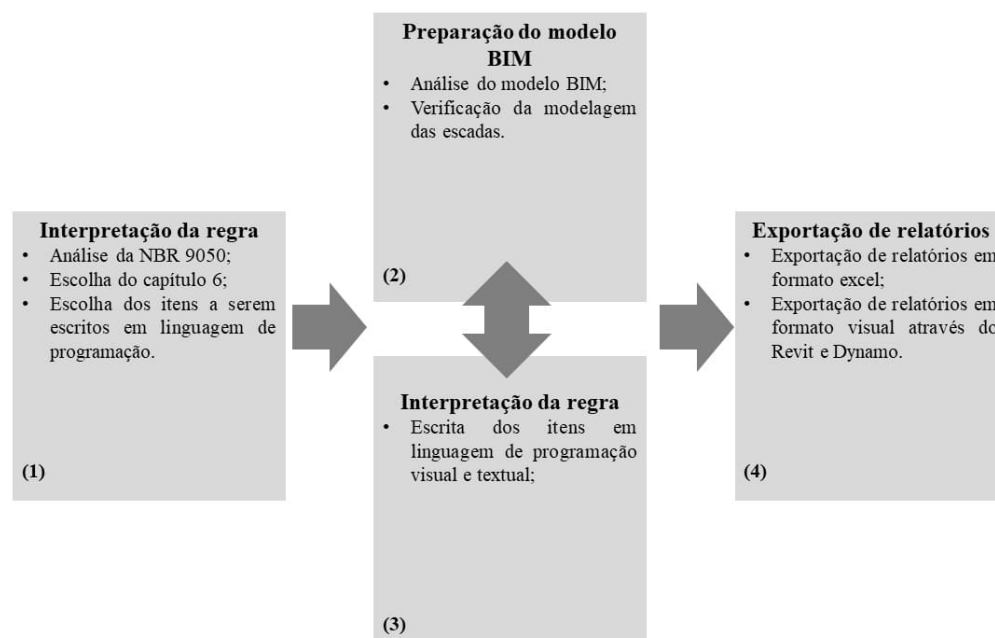 Preparação do modelo
BIM
• Análise do modelo BIM;
• Verificação da modelagem
das escadas.
(2)
Interpretação da regra
• Análise da NBR 9050;
• Escolha do capítulo 6;
• Escolha dos itens a serem
escritos em linguagem de
programação.
(1)
Interpretação da regra
• Escrita dos itens em
linguagem de programação
visual e textual;
(3)
Exportação de relatórios
• Exportação de relatórios em
formato excel;
• Exportação de relatórios em
formato visual através do
Revit e Dynamo.
(4)